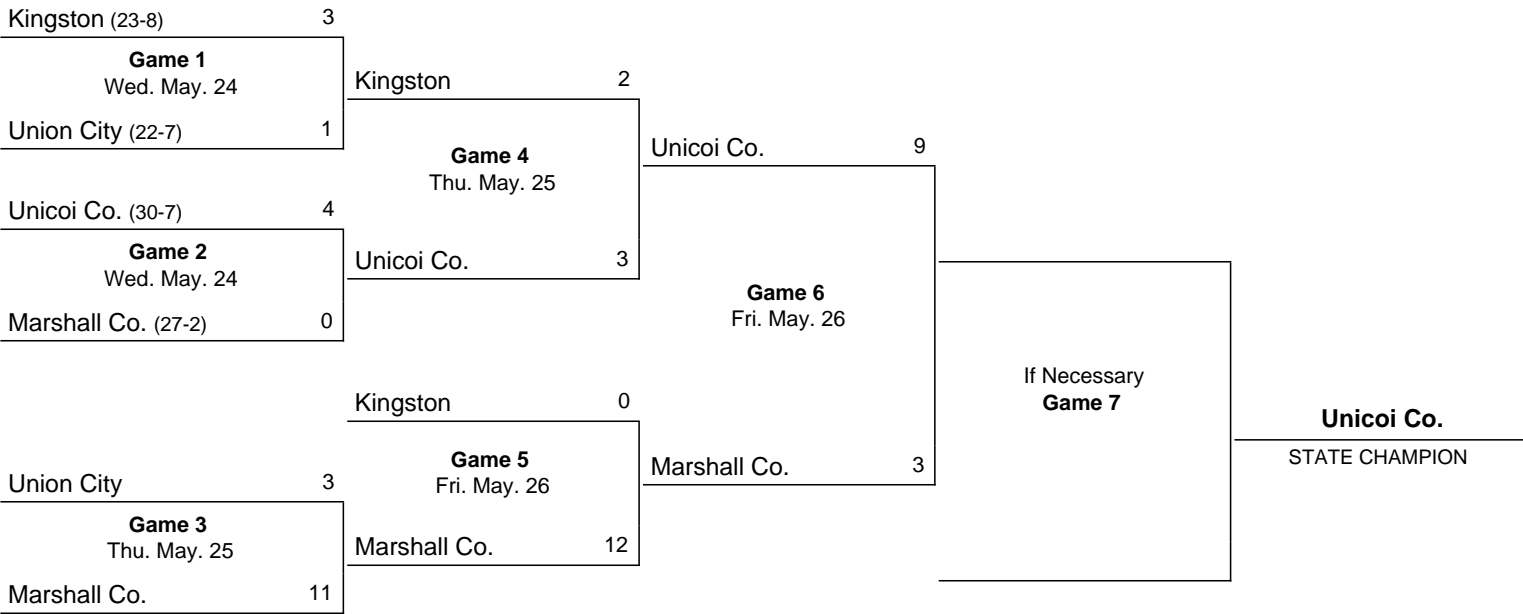 Kingston (23-8) 3
Game 1
Wed. May. 24
Union City (22-7) 1
Unicoi Co. (30-7) 4
Game 2
Wed. May. 24
Marshall Co. (27-2) 0
Union City 3
Game 3
Thu. May. 25
Marshall Co. 11
Kingston 2
Game 4
Thu. May. 25
Unicoi Co. 3
Kingston 0
Game 5
Fri. May. 26
Marshall Co. 12
Unicoi Co. 9
Game 6
Fri. May. 26
Marshall Co. 3
If Necessary
Game 7
Unicoi Co.
STATE CHAMPION